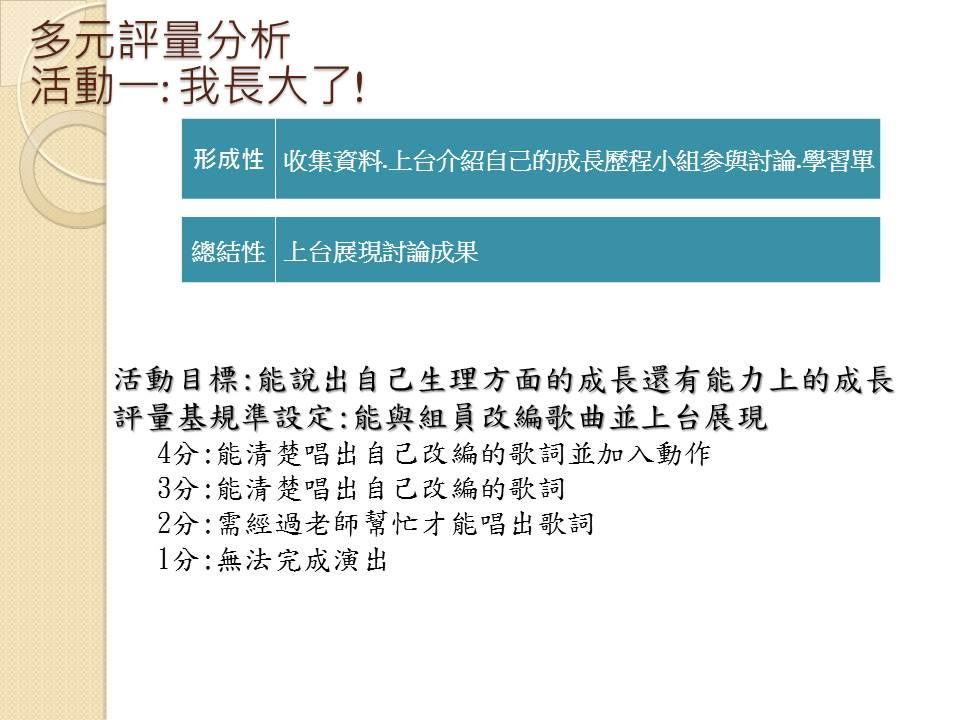 多元評量分析
活動一: 我長大了!
形成性 收集資料.上台介紹自己的成長歷程小組参與討論.學習單
總結性 上台展現討論成果
活動目標:能說出自己生理方面的成長還有能力上的成長
評量基規準設定:能與組員改編歌曲並上台展現
4分:能清楚唱出自己改編的歌詞並加入動作
3分:能清楚唱出自己改編的歌詞
2分:需經過老師幫忙才能唱出歌詞
1分:無法完成演出